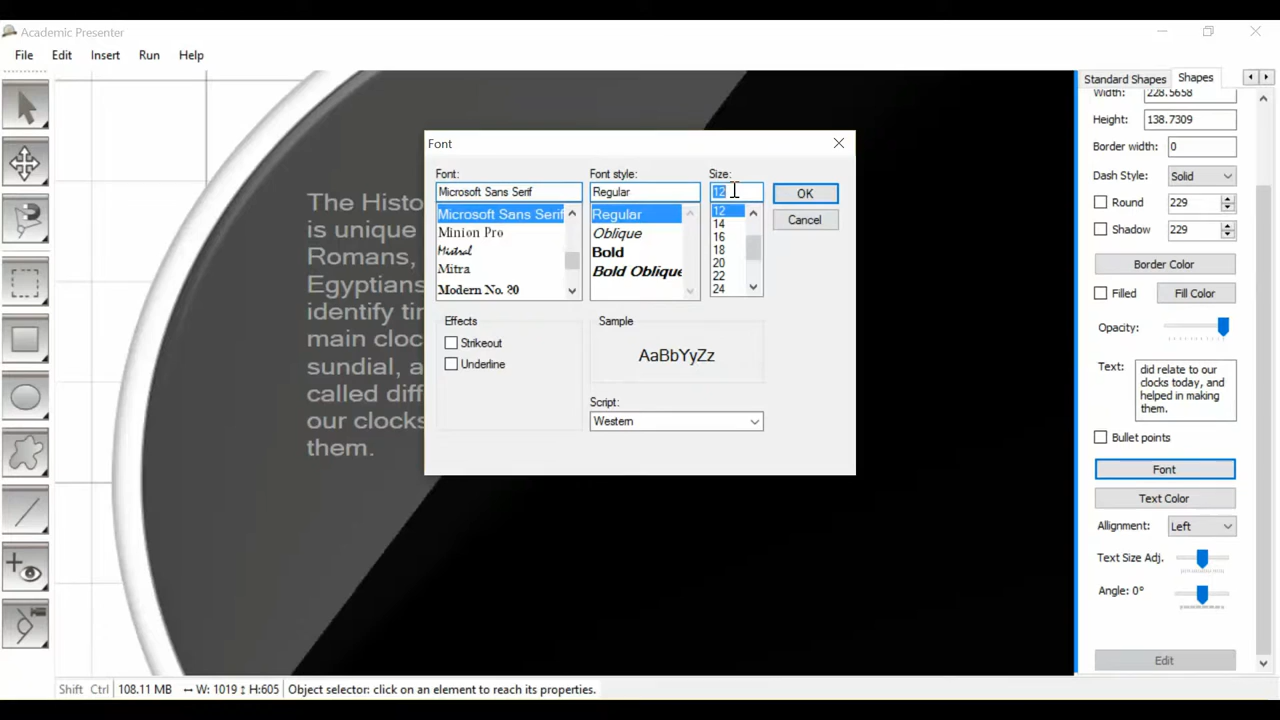 Academic Presenter
File Edit Insert Run Help
Standard Shapes Shapes
Width: 228.5658
Height: 138.7309
Border width: 0
Dash Style: Solid
Round 229
Shadow 229
Border Color
Filled Fill Color
Opacity:
Text: did relate to our
clocks today, and
helped in making
them.
Bullet points
Font
Text Color
Allignment: Left
Text Size Adj.
Angle: 0°
Edit
The Histo
is unique
Romans,
Egyptians
identify tin
main cloc
sundial, a
called diff
our clocks
them.
Font
Font: Font style: Size:
Microsoft Sans Serif Regular 12
Microsoft Sans Serif Regular 12
Minion Pro Oblique 14
Mistral Bold 16
Mitra Bold Oblique 18
Modern No. 20 20
22
24
OK
Cancel
Effects
Strikeout
Underline
Sample
AaBbYyZz
Script:
Western
Shift Ctrl 108.11 MB W: 1019 H:605 Object selector: click on an element to reach its properties.